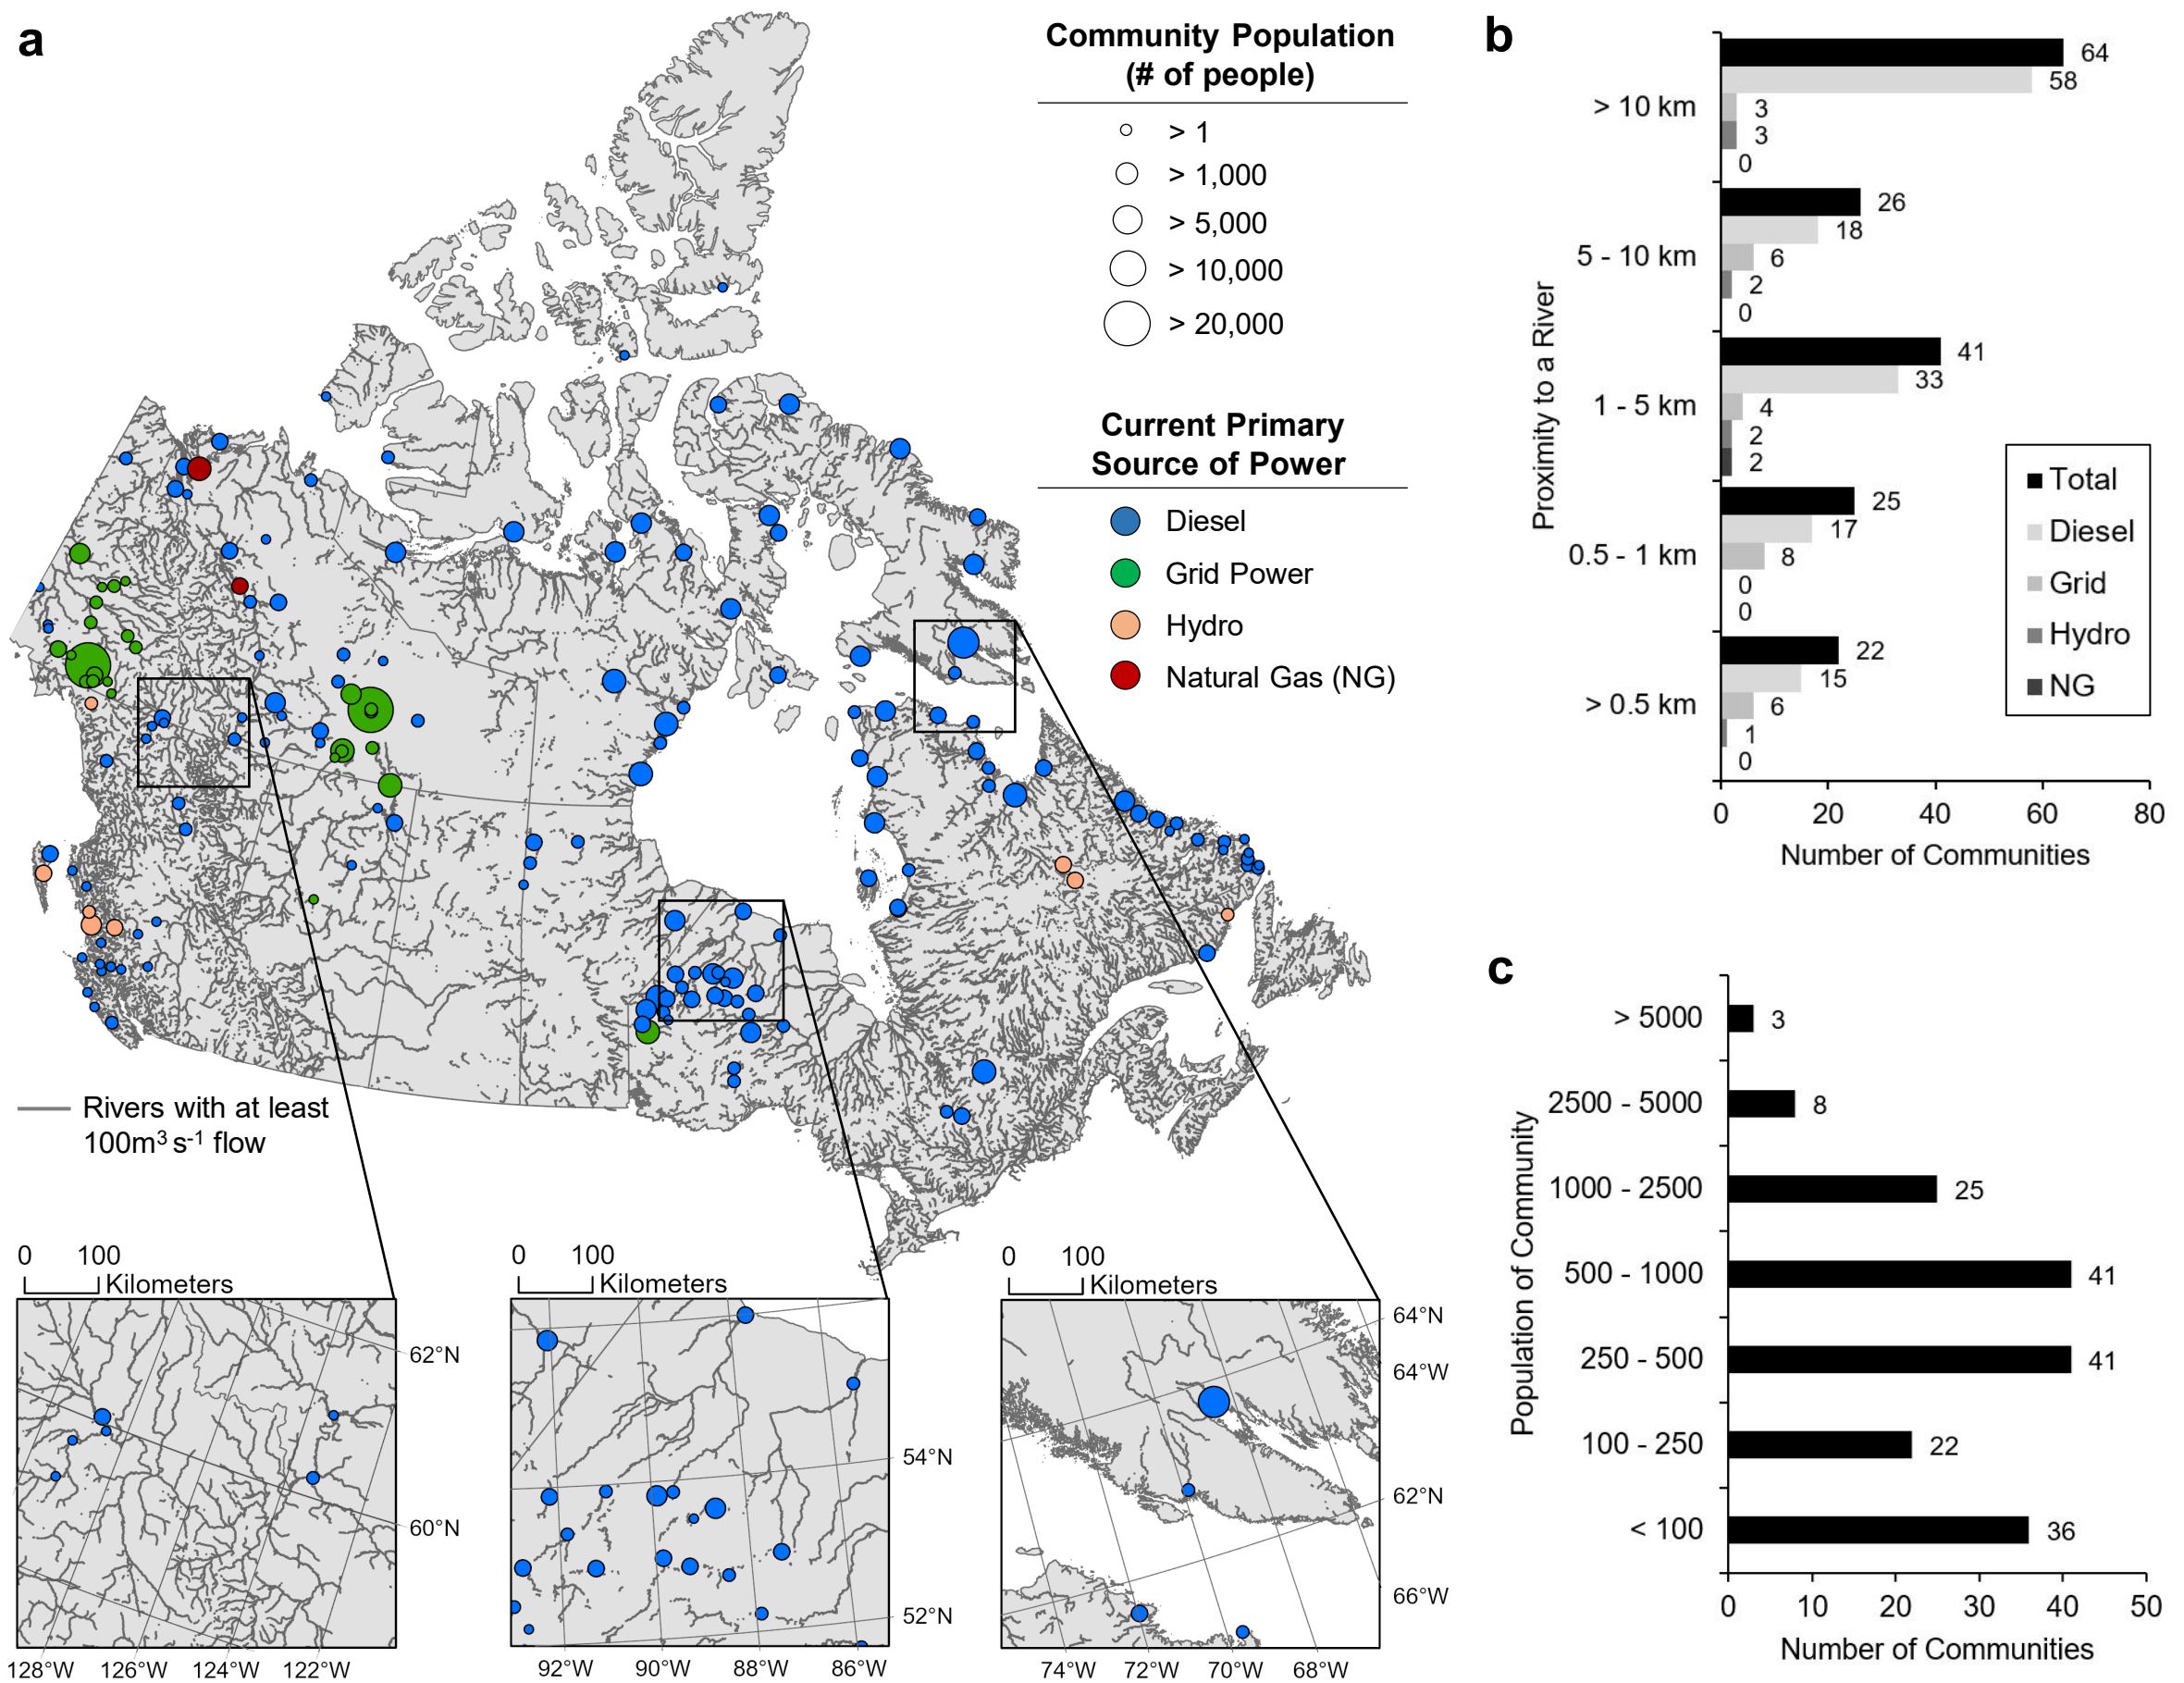 a
Community Population
(# of people)
> 1
> 1,000
> 5,000
> 10,000
> 20,000
Current Primary
Source of Power
Diesel
Grid Power
Hydro
Natural Gas (NG)
Rivers with at least
100m³ s⁻¹ flow
0 100
Kilometers
62°N
60°N
128°W 126°W 124°W 122°W
0 100
Kilometers
54°N
52°N
92°W 90°W 88°W 86°W
0 100
Kilometers
64°N
64°W
62°N
66°W
74°W 72°W 70°W 68°W
b
Proximity to a River
> 10 km
64
58
3
3
0
5 - 10 km
26
18
6
2
0
1 - 5 km
41
33
4
2
2
0.5 - 1 km
25
17
8
0
0
> 0.5 km
22
15
6
1
0
0 20 40 60 80
Number of Communities
Total
Diesel
Grid
Hydro
NG
c
Population of Community
> 5000 3
2500 - 5000 8
1000 - 2500 25
500 - 1000 41
250 - 500 41
100 - 250 22
< 100 36
0 10 20 30 40 50
Number of Communities